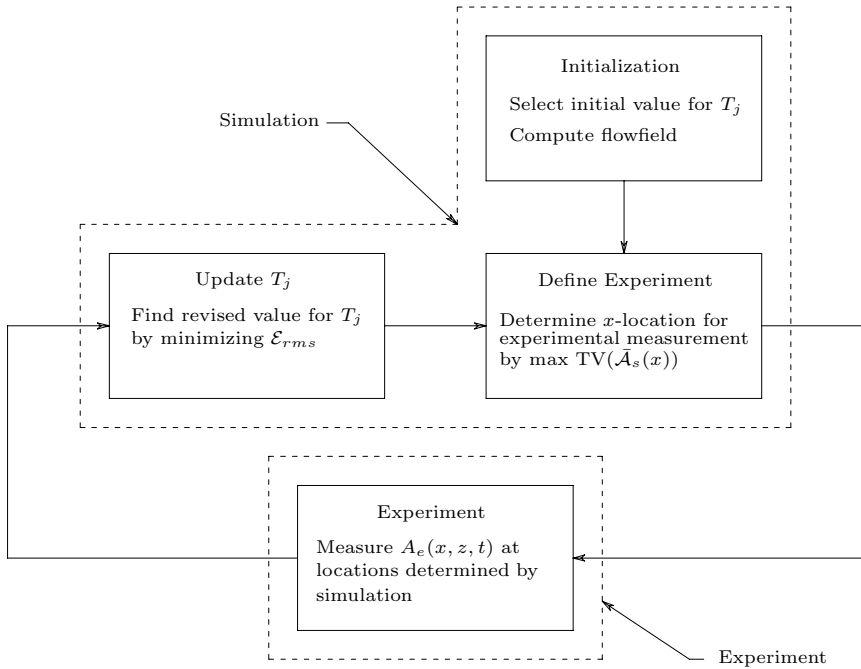 Initialization
Select initial value for T_j
Compute flowfield
Simulation
Update T_j
Find revised value for T_j
by minimizing ℰ_{rms}
Define Experiment
Determine x-location for
experimental measurement
by max TV(𝒜̄_s(x))
Experiment
Measure A_e(x, z, t) at
locations determined by
simulation
Experiment